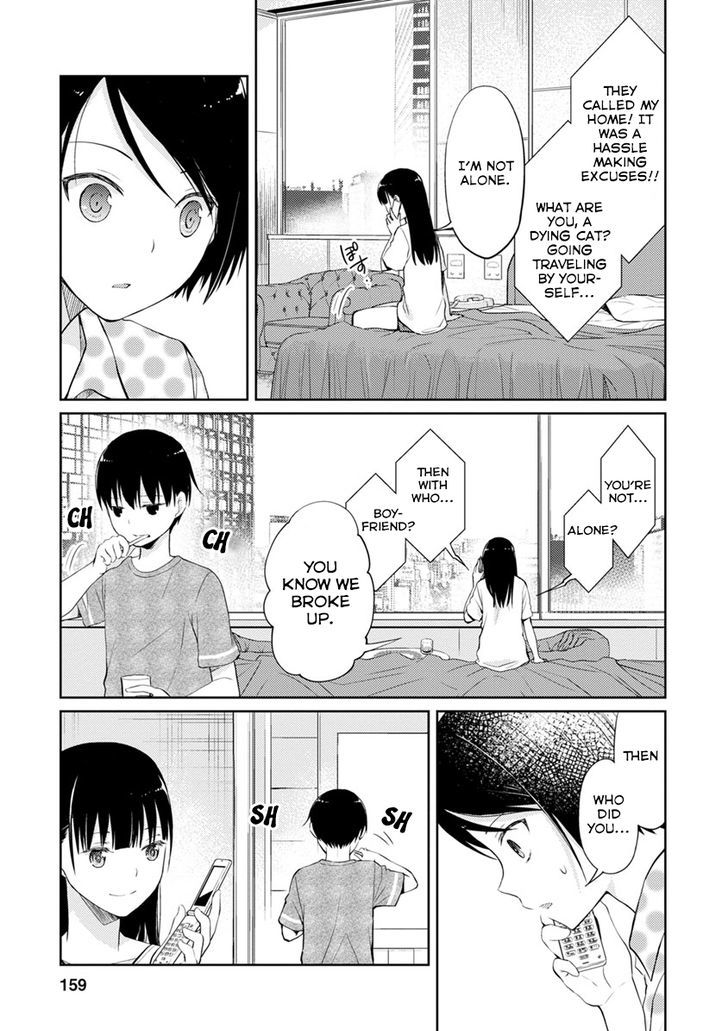 THEY
CALLED MY
HOME! IT
WAS A
HASSLE
MAKING
EXCUSES!!
WHAT ARE
YOU, A
DYING CAT?
GOING
TRAVELING
BY YOUR-
SELF...
I'M NOT
ALONE.
ぽす
YOU'RE
NOT...
ALONE?
THEN
WITH
WHO...
BOY-
FRIEND?
YOU
KNOW WE
BROKE
UP.
CH
CH
THEN
WHO
DID
YOU...
SH
SH
159